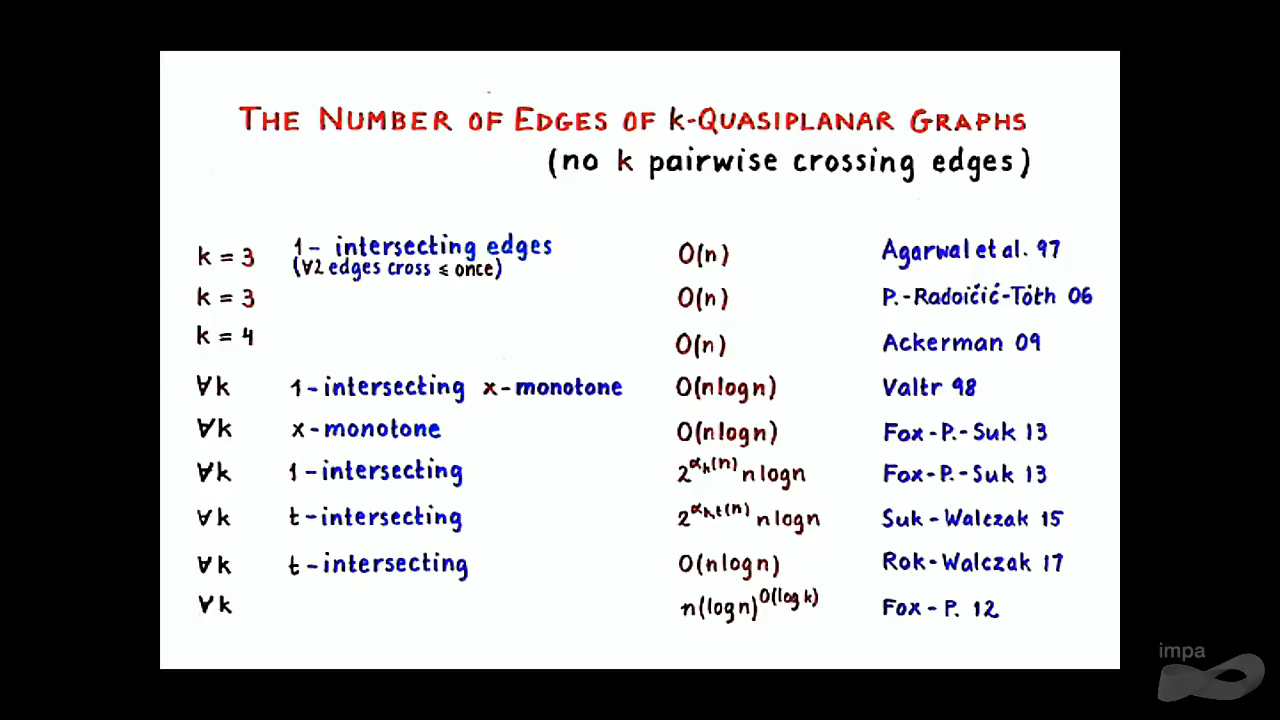 THE NUMBER OF EDGES OF k-QUASIPLANAR GRAPHS
(no k pairwise crossing edges)
k = 3 1- intersecting edges O(n) Agarwal et al. 97
(∀2 edges cross ≤ once)
k = 3 O(n) P.-Radoičić-Tóth 06
k = 4 O(n) Ackerman 09
∀k 1-intersecting x-monotone O(nlogn) Valtr 98
∀k x-monotone O(nlogn) Fox-P.-Suk 13
∀k 1-intersecting 2^αₖ(n) nlogn Fox-P.-Suk 13
∀k t-intersecting 2^αₖ,ₜ(n) nlogn Suk-Walczak 15
∀k t-intersecting O(nlogn) Rok-Walczak 17
∀k n(logn)^O(logk) Fox-P. 12
impa